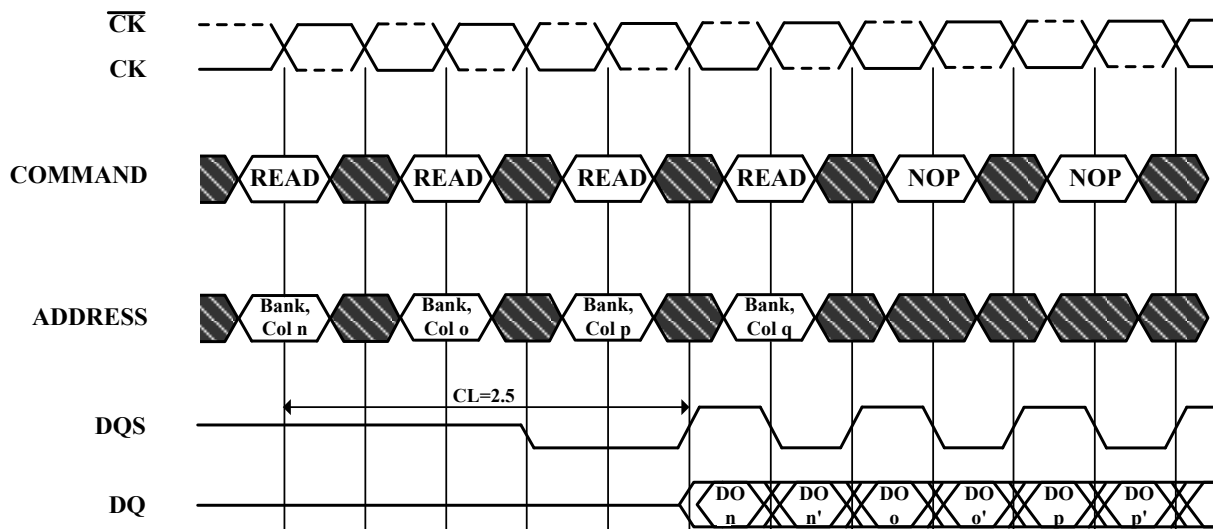 CK
CK
COMMAND
READ READ READ READ NOP NOP
ADDRESS
Bank, Bank, Bank, Bank,
Col n Col o Col p Col q
CL=2.5
DQS
DQ
DO DO DO DO DO DO
n n' o o' p p'